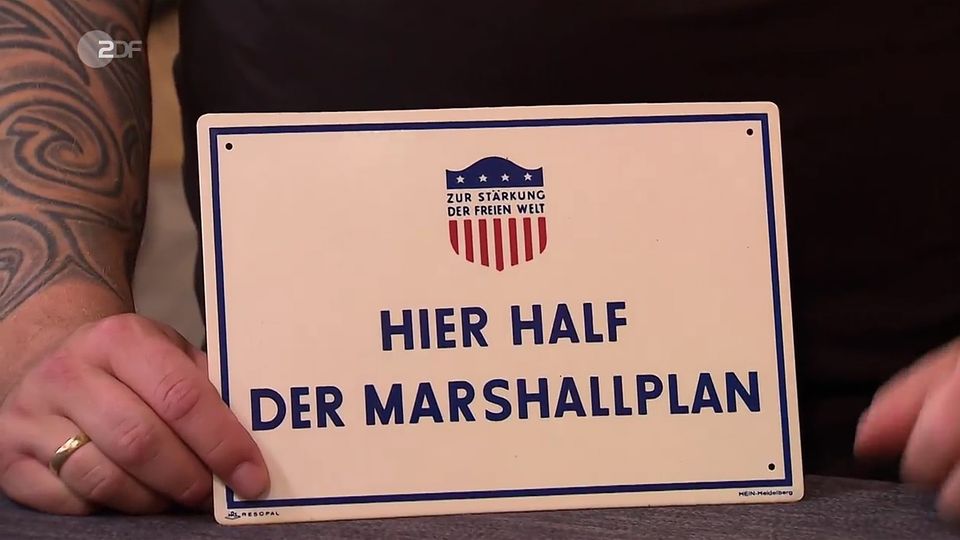 ZDF
ZUR STÄRKUNG
DER FREIEN WELT
HIER HALF
DER MARSHALLPLAN
RESOPAL
HEIN-Heidelberg